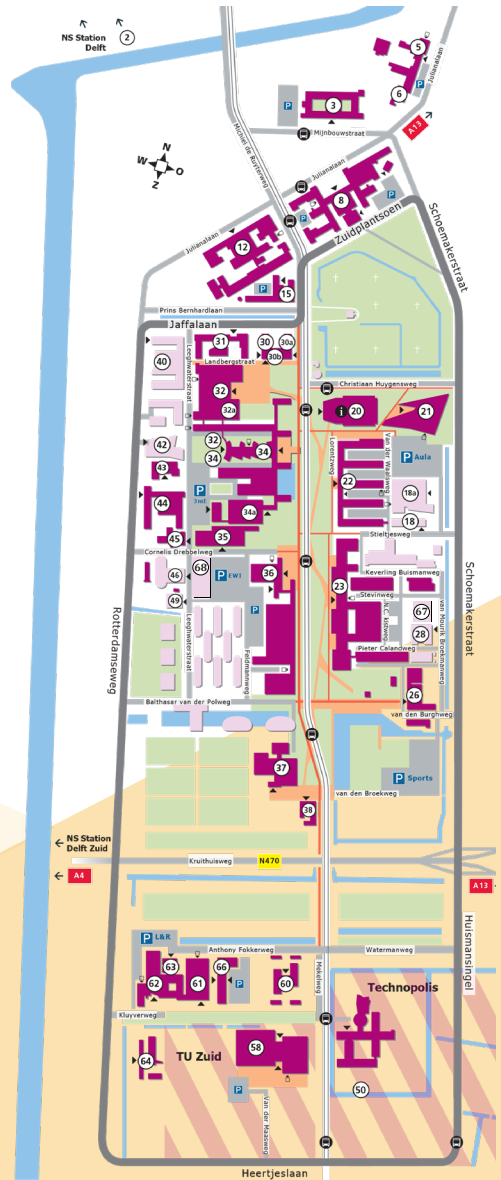 NS Station
Delft
2
5
6
Julianalaan
P
P
3
A13
Mijnbouwstraat
Michiel de Ruyterweg
N
W
O
Z
Julianalaan
P
8
P
Zuidplantsoen
Schoemakerstraat
Julianalaan
12
P
15
Prins Bernhardlaan
Jaffalaan
31
30
30a
30b
Landbergstraat
40
Leeghwaterstraat
32
32a
Christiaan Huygensweg
i
20
21
42
32
34
34
43
Lorentzweg
Van der Waalsweg
P
Aula
22
18a
44
P
3mE
34a
18
45
35
Stieltjesweg
Cornelis Drebbelweg
46
68
P
EWI
36
Keverling Buismanweg
23
Stevinweg
67
49
P
J.N.C. kistweg
28
van Mourik Broekmanweg
Schoemakerstraat
Rotterdamseweg
Leeghwaterstraat
Feldmannweg
Pieter Calandweg
26
Balthasar van der Polweg
van den Burghweg
37
P
Sports
38
van den Broekweg
NS Station
Delft Zuid
Kruithuisweg
N470
A4
A13
P
L&R
Anthony Fokkerweg
Watermanweg
Huismansingel
63
66
62
61
P
60
Mekelweg
Technopolis
Kluyverweg
64
TU Zuid
58
50
P
Van der Maasweg
Heertjeslaan